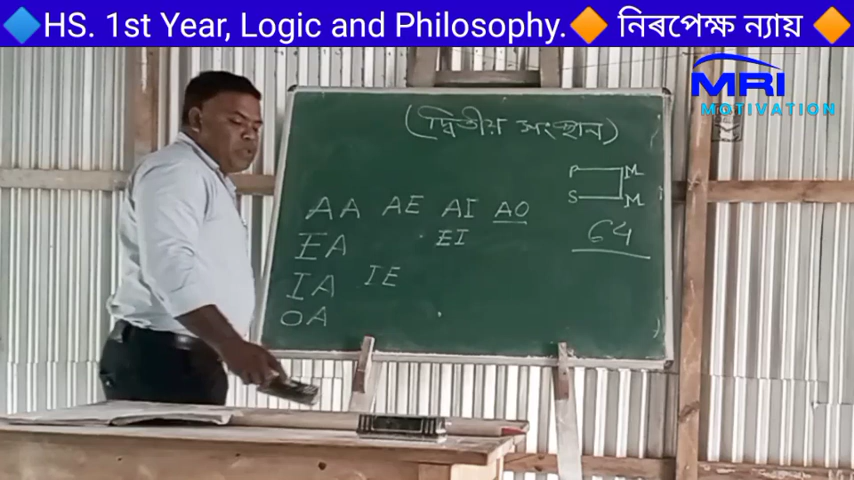 🔷HS. 1st Year, Logic and Philosophy.🔶 নিৰপেক্ষ ন্যায় 🔶
MRI
MOTIVATION
(দ্বিতীয় সংস্থান)
P M
S M
AA AE AI AO 64
EA EI
IA IE
OA